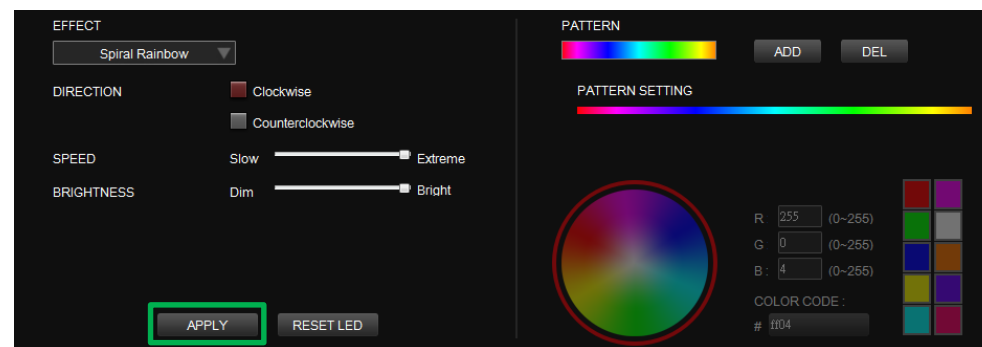 EFFECT
Spiral Rainbow
DIRECTION
Clockwise
Counterclockwise
SPEED
Slow
Extreme
BRIGHTNESS
Dim
Bright
APPLY
RESET LED
PATTERN
ADD
DEL
PATTERN SETTING
R 255 (0~255)
G 0 (0~255)
B : 4 (0~255)
COLOR CODE :
# ff04